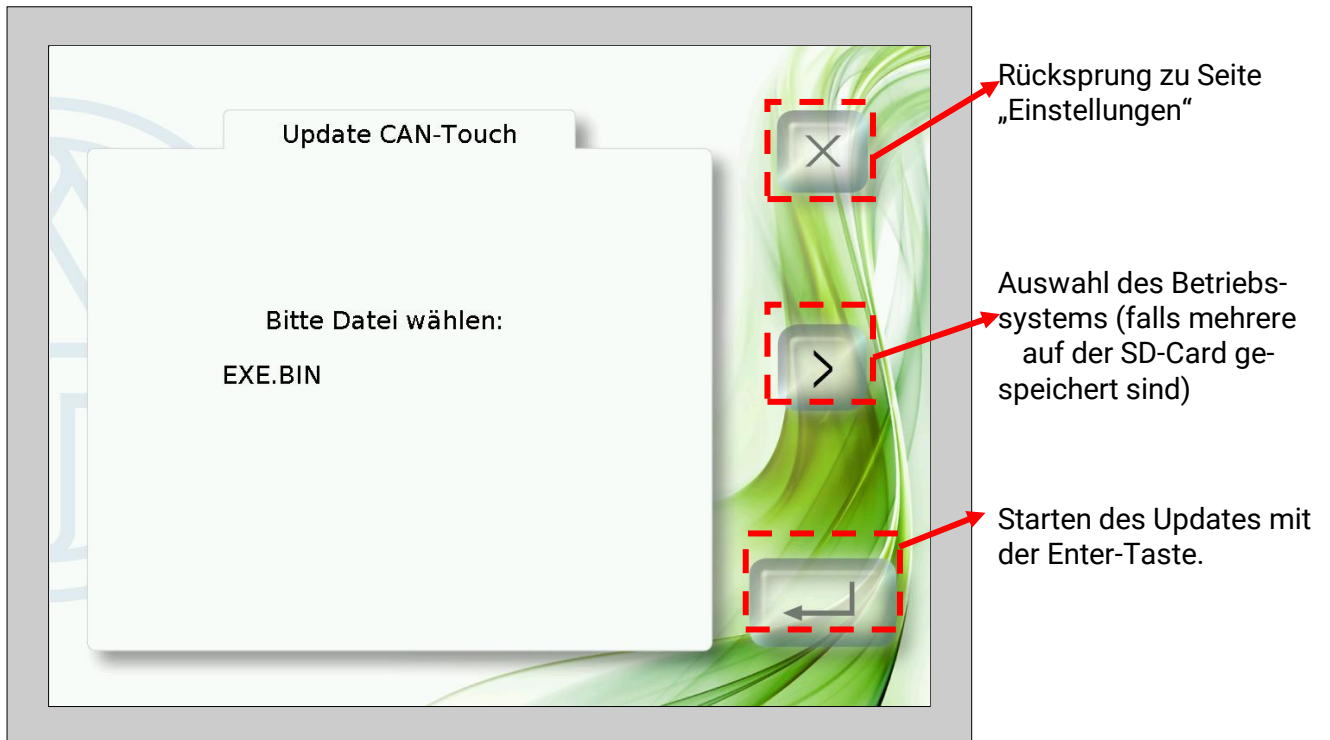 Update CAN-Touch
Bitte Datei wählen:
EXE.BIN
Rücksprung zu Seite
„Einstellungen“
Auswahl des Betriebs-
systems (falls mehrere
auf der SD-Card ge-
speichert sind)
Starten des Updates mit
der Enter-Taste.